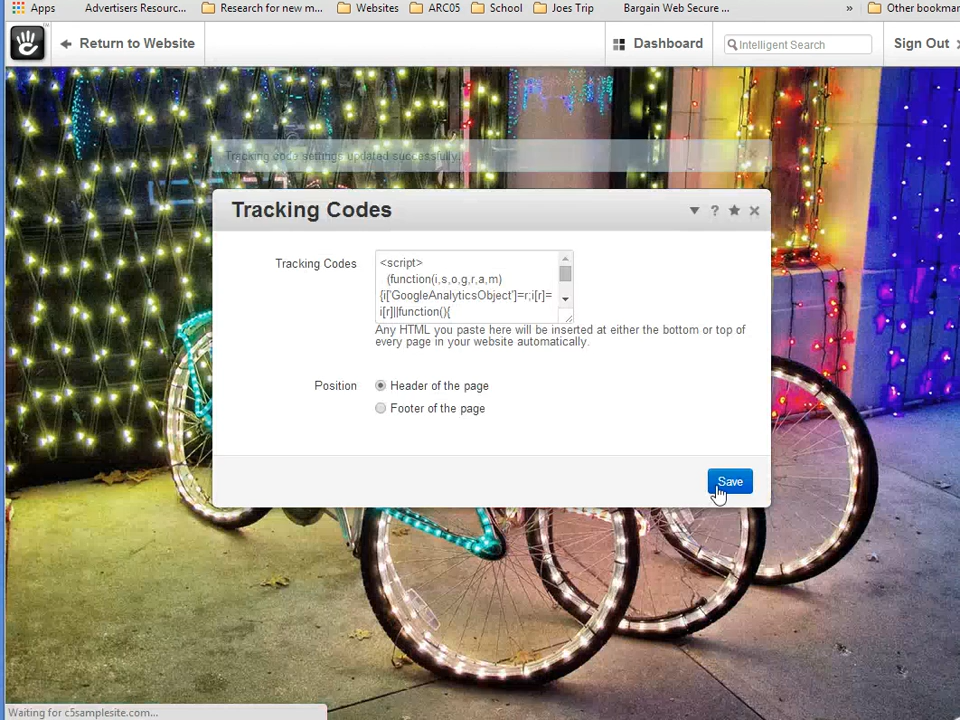 Apps Advertisers Resourc... Research for new m... Websites ARC05 School Joes Trip Bargain Web Secure ... » Other bookmar
Return to Website Dashboard Intelligent Search Sign Out
Tracking code settings updated successfully.
Tracking Codes ?
Tracking Codes
<script>
(function(i,s,o,g,r,a,m)
{i['GoogleAnalyticsObject']=r;i[r]=
i[r]||function(){
Any HTML you paste here will be inserted at either the bottom or top of
every page in your website automatically.
Position Header of the page
Footer of the page
Save
Waiting for c5samplesite.com...